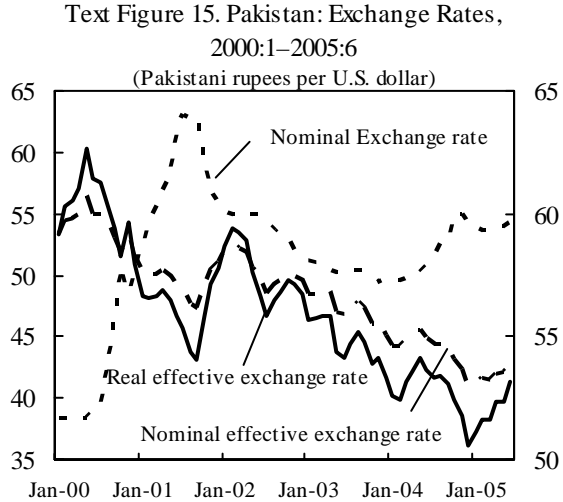 Text Figure 15. Pakistan: Exchange Rates,
2000:1–2005:6
(Pakistani rupees per U.S. dollar)
65 65
60
Nominal Exchange rate
55 60
50
45 55
40
Real effective exchange rate
Nominal effective exchange rate
35 50
Jan-00 Jan-01 Jan-02 Jan-03 Jan-04 Jan-05